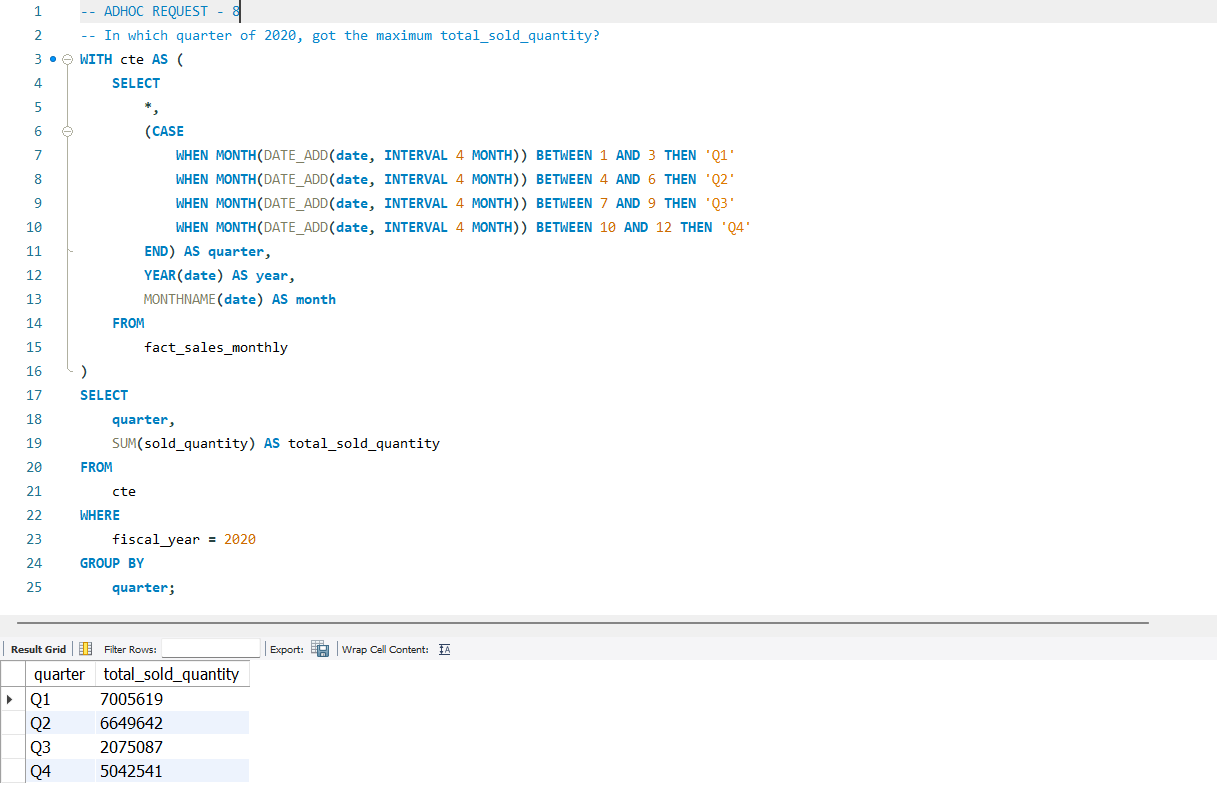 1 -- ADHOC REQUEST - 8
2 -- In which quarter of 2020, got the maximum total_sold_quantity?
3 WITH cte AS (
4 SELECT
5 *,
6 (CASE
7 WHEN MONTH(DATE_ADD(date, INTERVAL 4 MONTH)) BETWEEN 1 AND 3 THEN 'Q1'
8 WHEN MONTH(DATE_ADD(date, INTERVAL 4 MONTH)) BETWEEN 4 AND 6 THEN 'Q2'
9 WHEN MONTH(DATE_ADD(date, INTERVAL 4 MONTH)) BETWEEN 7 AND 9 THEN 'Q3'
10 WHEN MONTH(DATE_ADD(date, INTERVAL 4 MONTH)) BETWEEN 10 AND 12 THEN 'Q4'
11 END) AS quarter,
12 YEAR(date) AS year,
13 MONTHNAME(date) AS month
14 FROM
15 fact_sales_monthly
16 )
17 SELECT
18 quarter,
19 SUM(sold_quantity) AS total_sold_quantity
20 FROM
21 cte
22 WHERE
23 fiscal_year = 2020
24 GROUP BY
25 quarter;
Result Grid Filter Rows: Export: Wrap Cell Content:
quarter total_sold_quantity
Q1 7005619
Q2 6649642
Q3 2075087
Q4 5042541